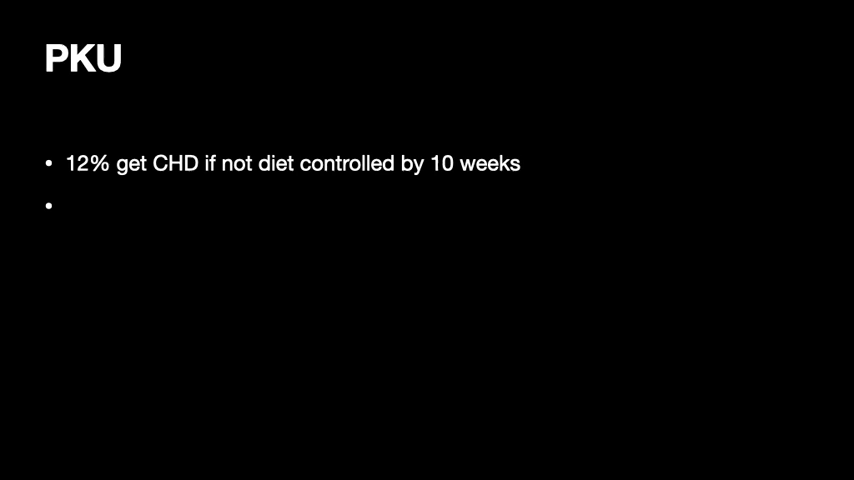 PKU
• 12% get CHD if not diet controlled by 10 weeks
•